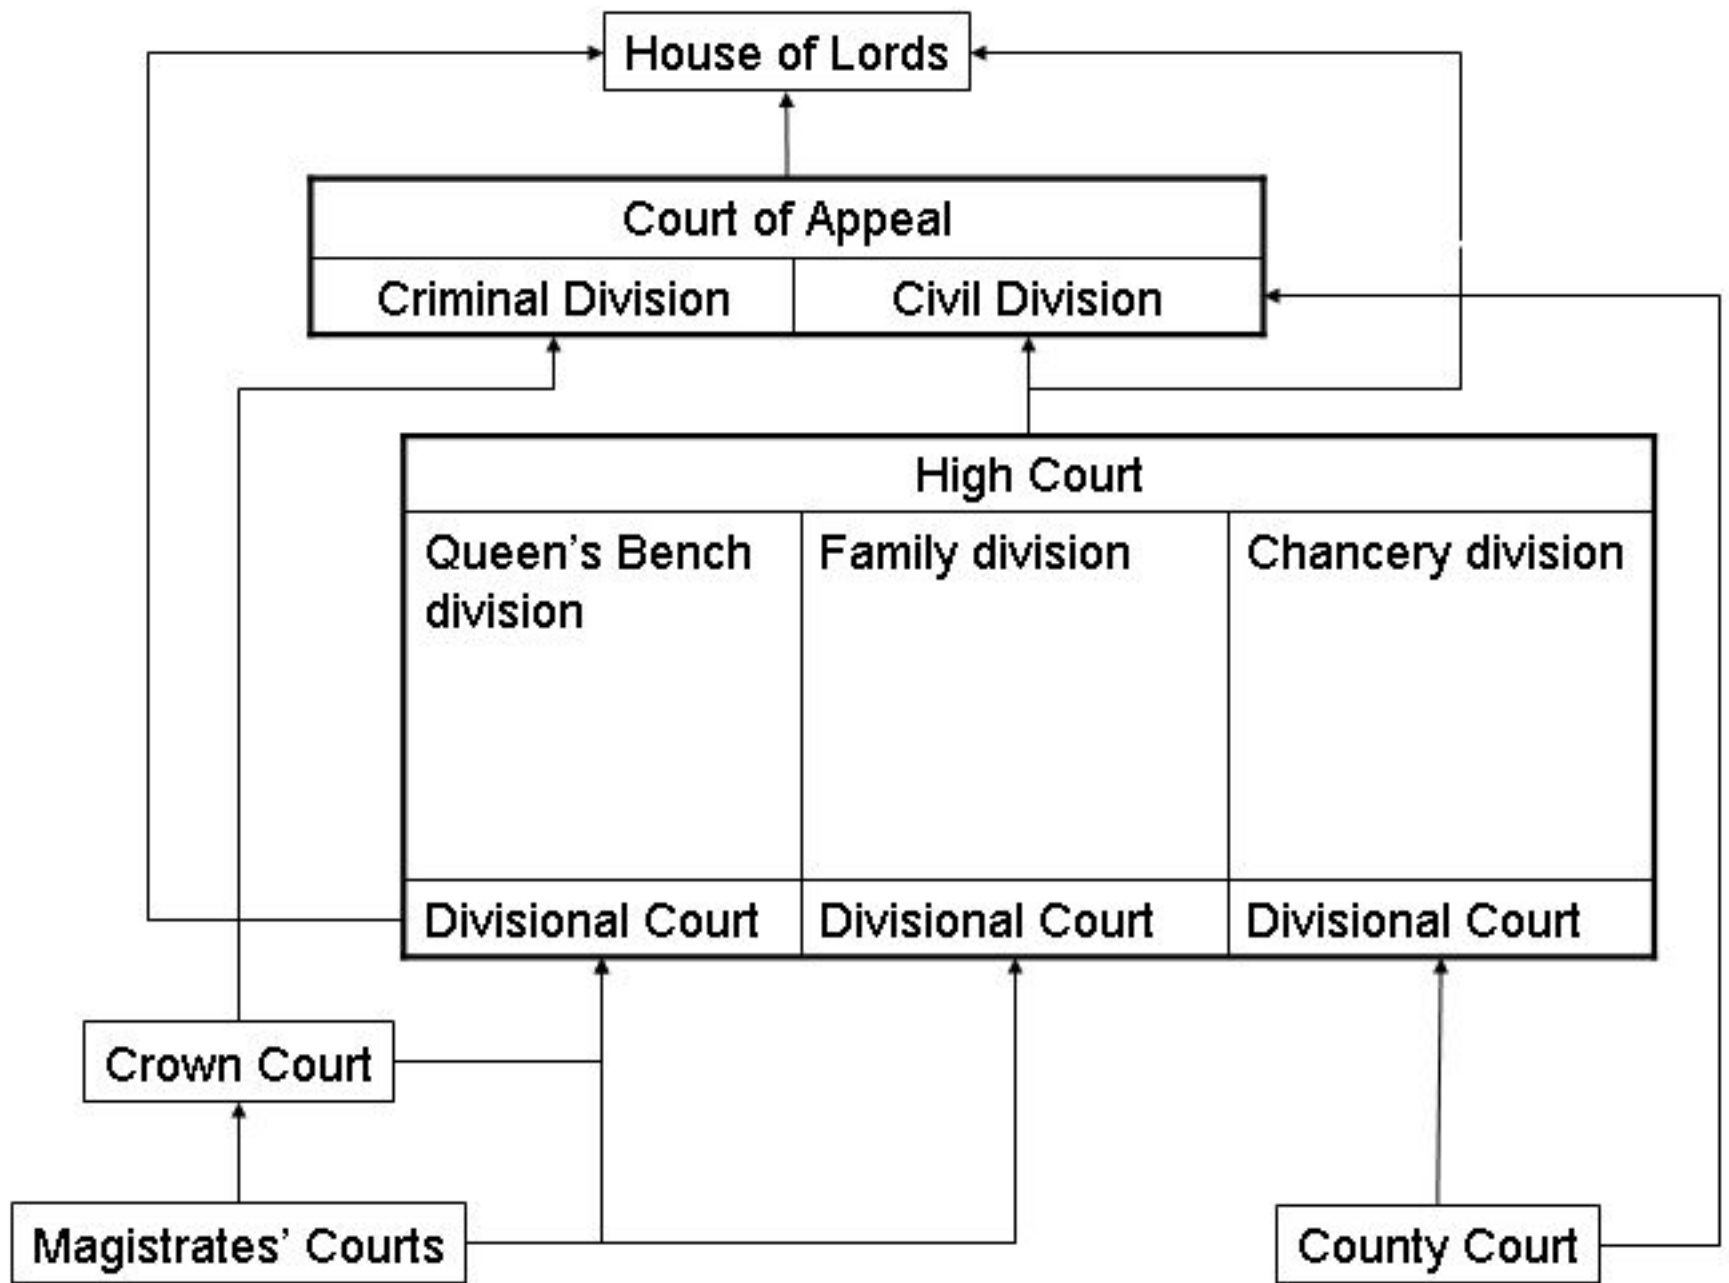 House of Lords
Court of Appeal
Criminal Division
Civil Division
High Court
Queen's Bench
division
Family division
Chancery division
Divisional Court
Divisional Court
Divisional Court
Crown Court
Magistrates' Courts
County Court